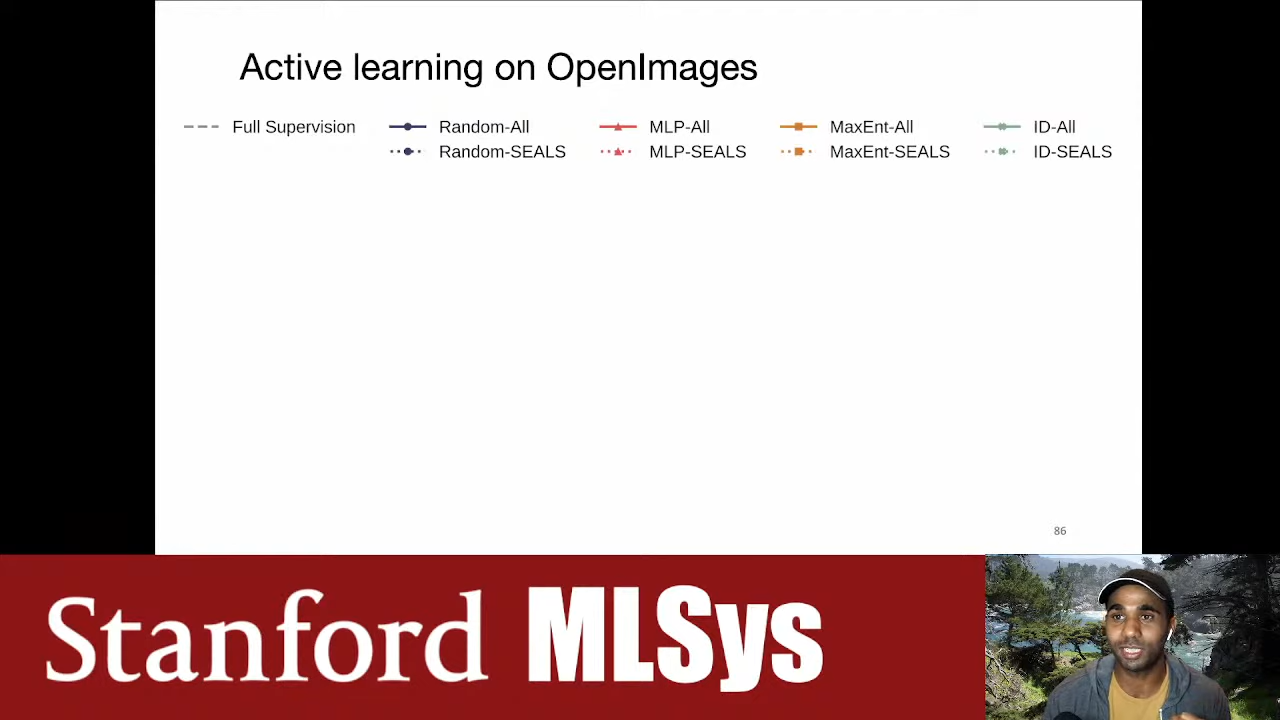 Active learning on OpenImages
Full Supervision Random-All MLP-All MaxEnt-All ID-All
Random-SEALS MLP-SEALS MaxEnt-SEALS ID-SEALS
86
Stanford MLSys